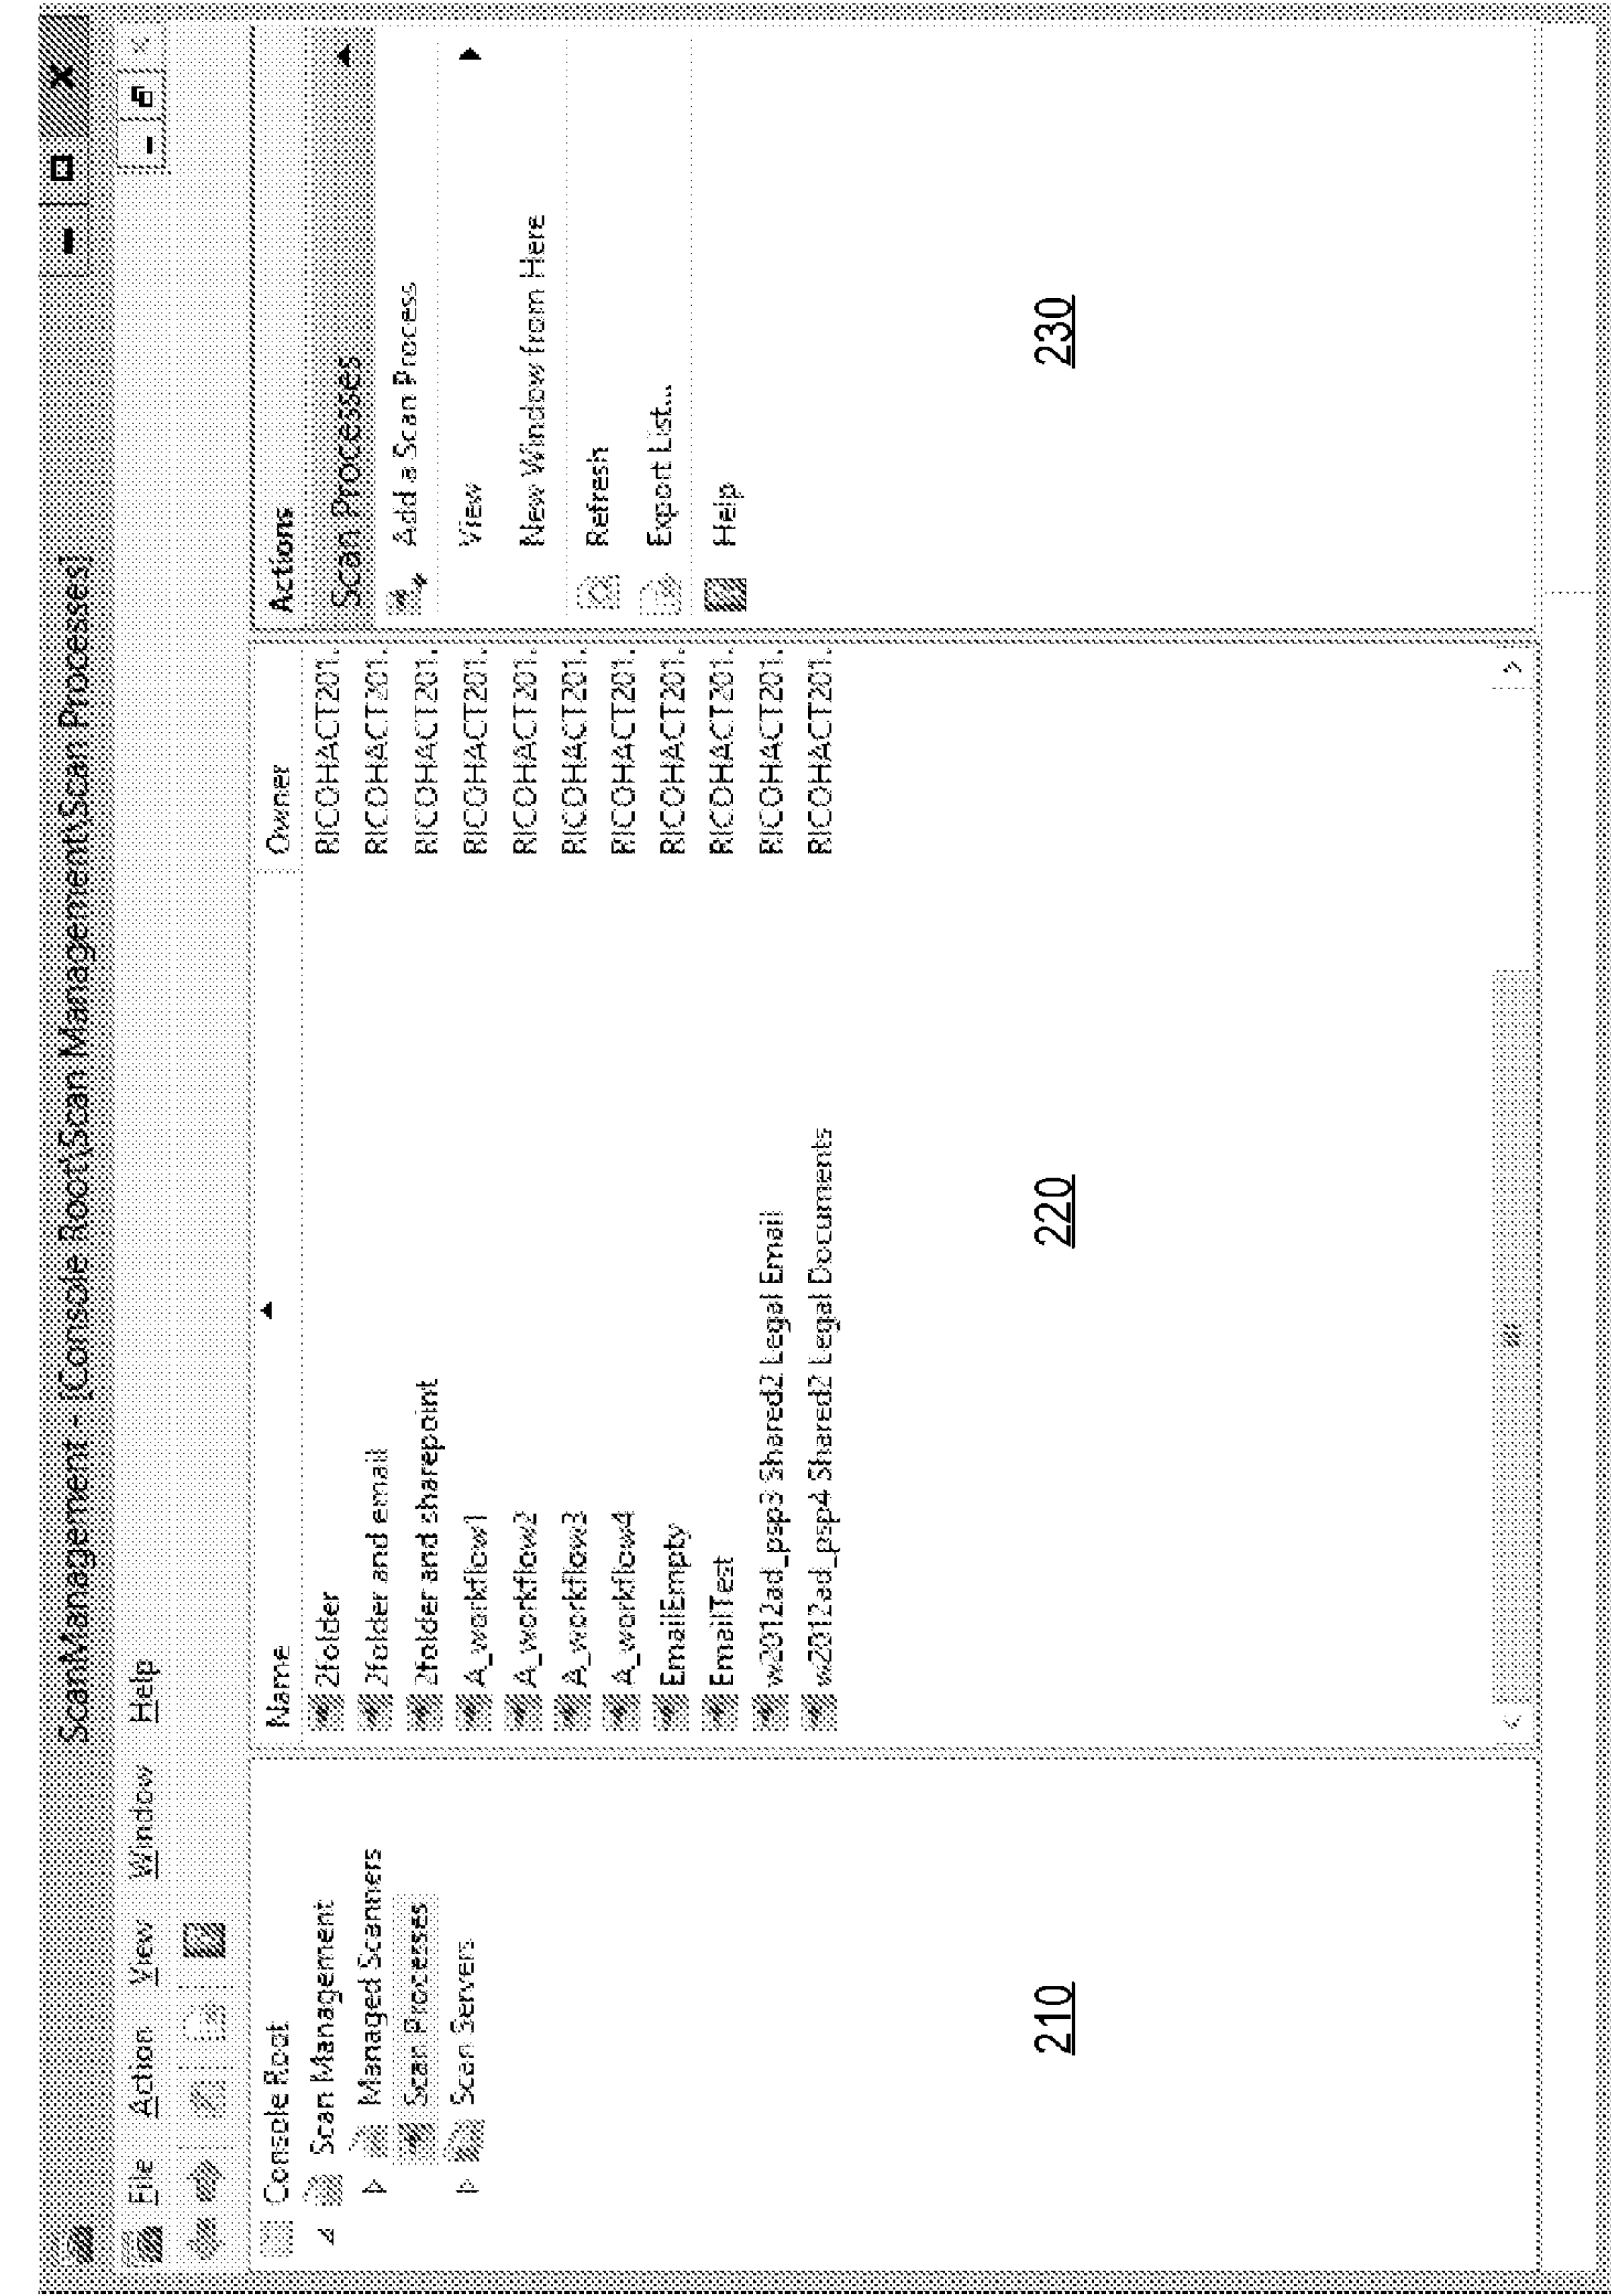 ScanManagement - [Console Root\Scan Management\Scan Processes]
File Action View Window Help
Console Root
Scan Management
Managed Scanners
Scan Processes
Scan Servers
210
Name Owner
2folder RICOHACT201.
2folder and email RICOHACT201.
2folder and sharepoint RICOHACT201.
A_workflow1 RICOHACT201.
A_workflow2 RICOHACT201.
A_workflow3 RICOHACT201.
A_workflow4 RICOHACT201.
EmailEmpty RICOHACT201.
EmailTest RICOHACT201.
w2012ad_psp3 Shared2 Legal Email RICOHACT201.
w2012ad_psp4 Shared2 Legal Documents RICOHACT201.
220
Actions
Scan Processes
Add a Scan Process
View
New Window from Here
Refresh
Export List...
Help
230